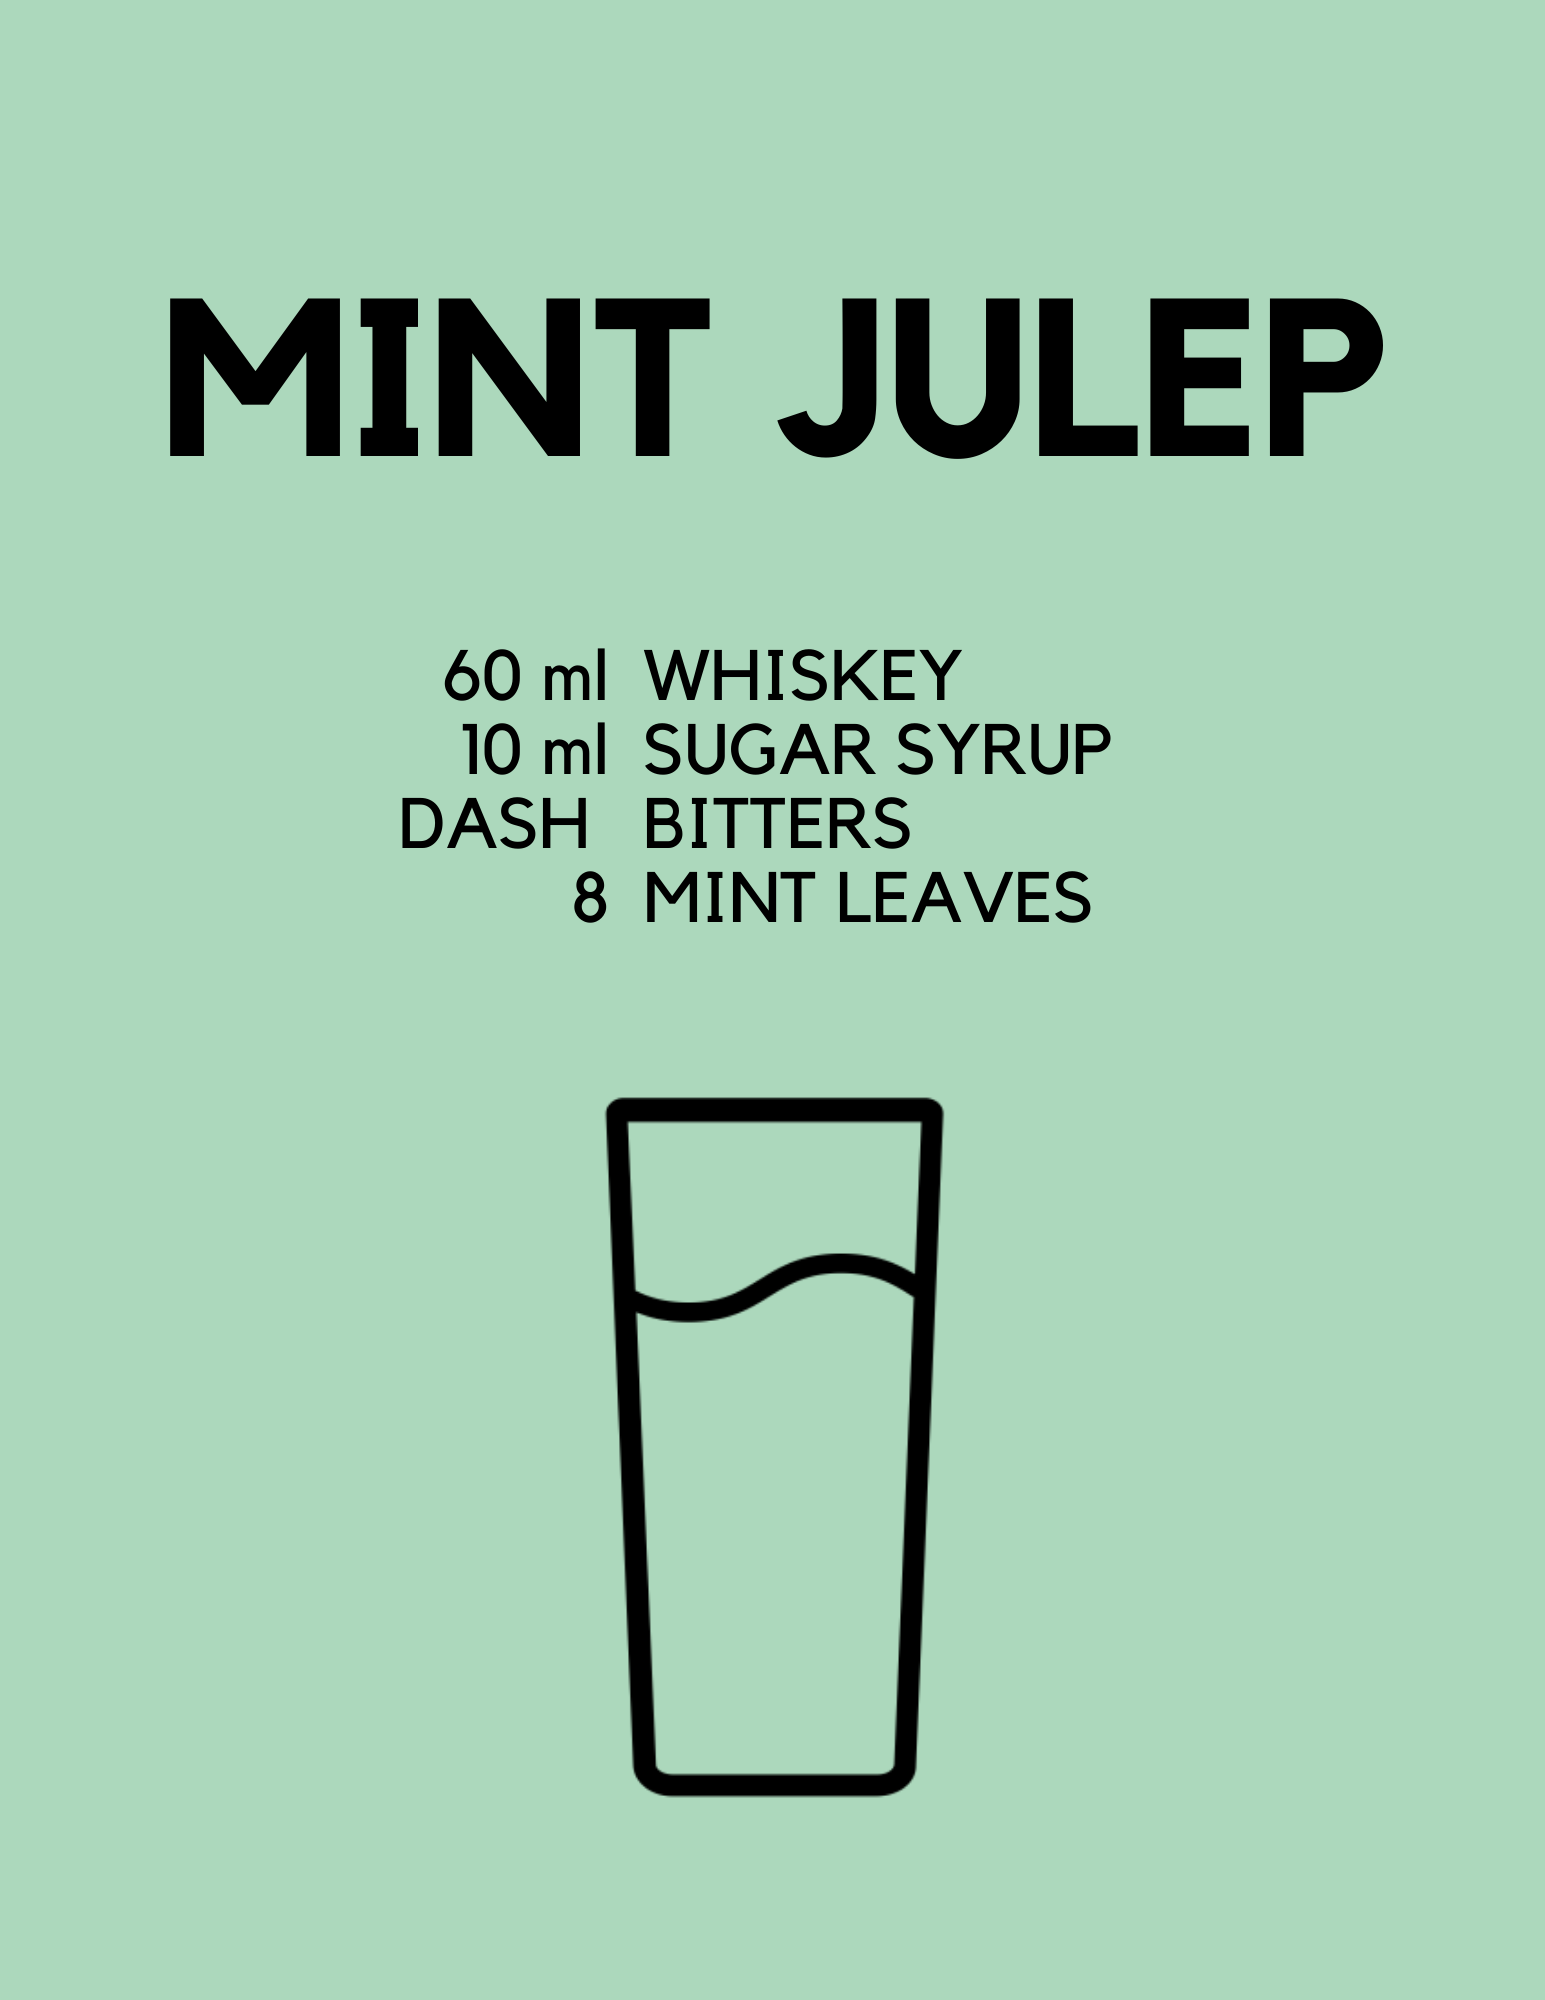 MINT JULEP
60 ml WHISKEY
10 ml SUGAR SYRUP
DASH BITTERS
8 MINT LEAVES